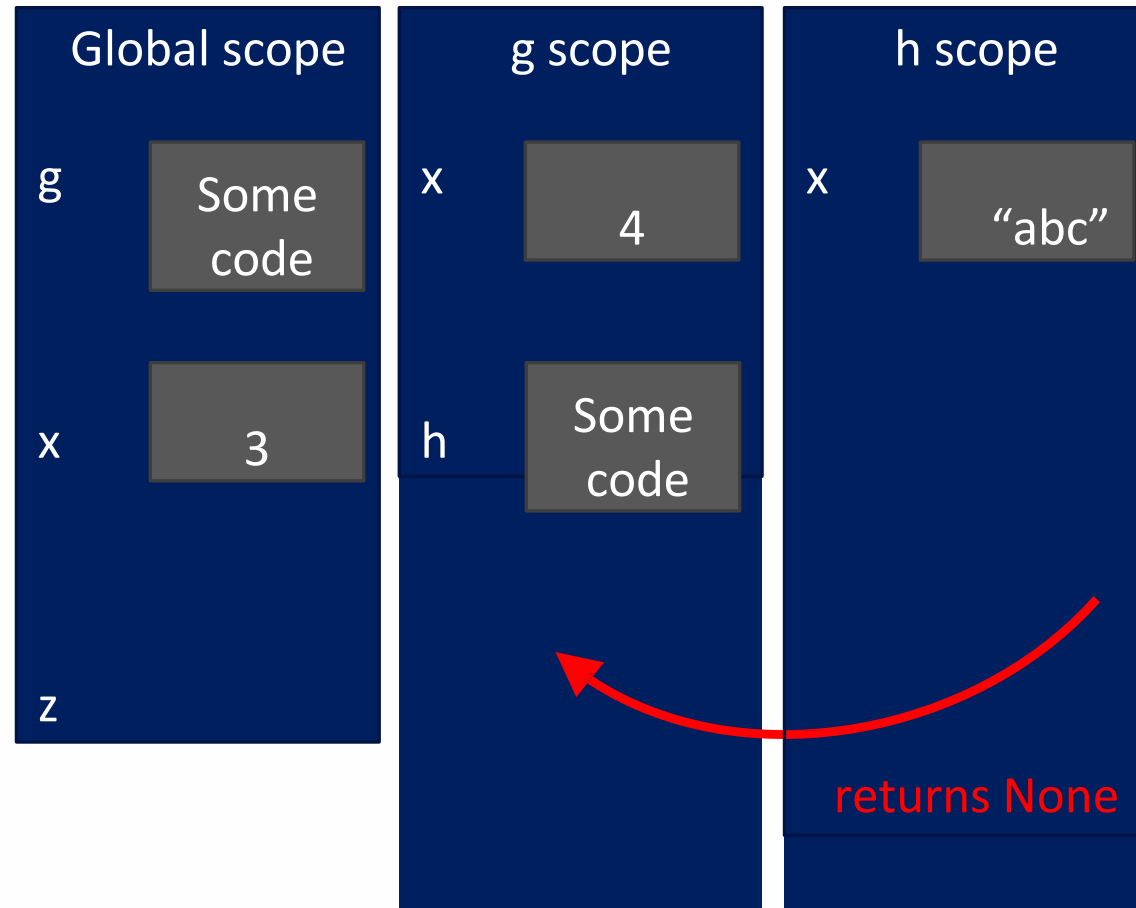 Global scope
g
Some
code
x
3
z
g scope
x
4
h
Some
code
h scope
x
“abc”
returns None